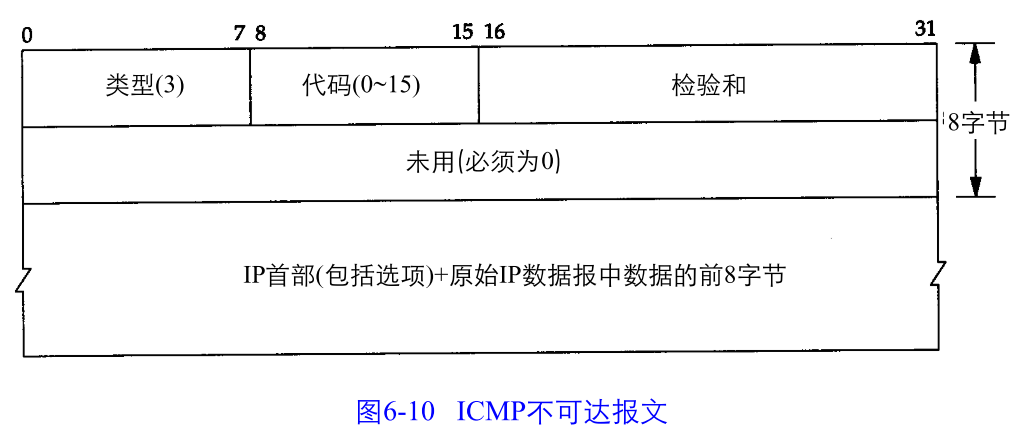 0 7 8 15 16 31
类型(3) 代码(0~15) 检验和
8字节
未用(必须为0)
IP首部(包括选项)+原始IP数据报中数据的前8字节
图6-10 ICMP不可达报文